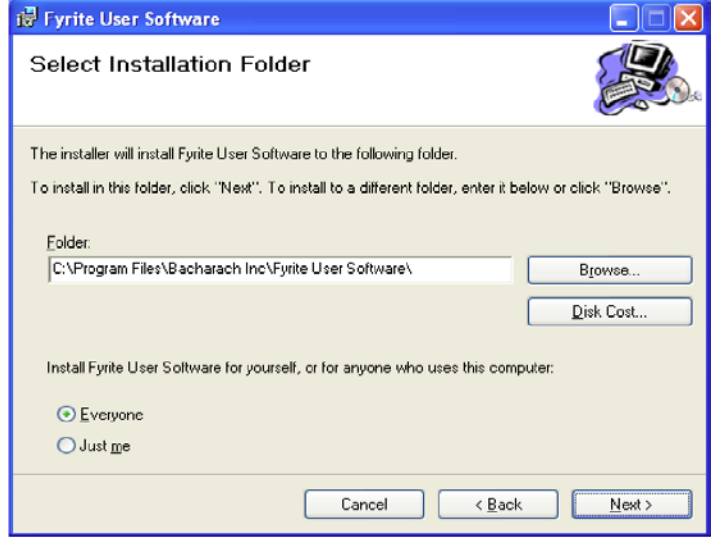 Fyrite User Software
Select Installation Folder
The installer will install Fyrite User Software to the following folder.
To install in this folder, click "Next". To install to a different folder, enter it below or click "Browse".
Folder:
C:\Program Files\Bacharach Inc\Fyrite User Software\
Browse...
Disk Cost...
Install Fyrite User Software for yourself, or for anyone who uses this computer:
Everyone
Just me
Cancel
< Back
Next >